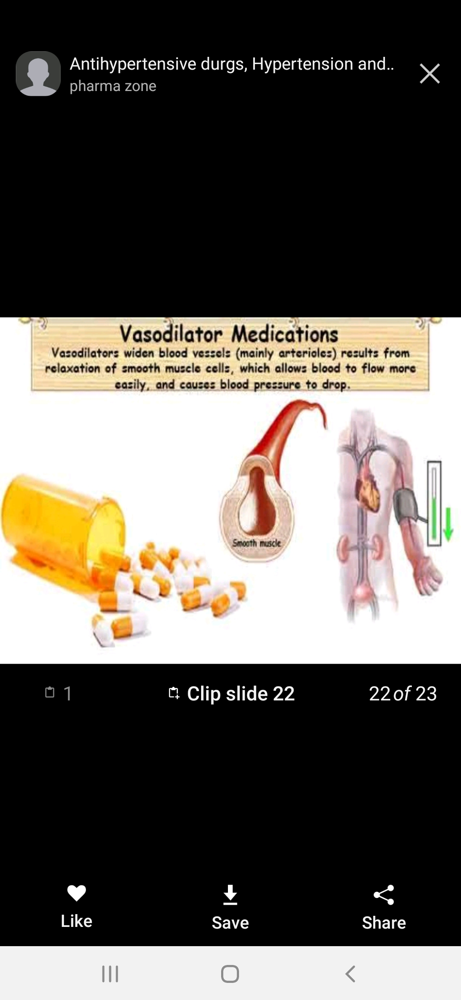 Antihypertensive durgs, Hypertension and..
pharma zone
Vasodilator Medications
Vasodilators widen blood vessels (mainly arterioles) results from
relaxation of smooth muscle cells, which allows blood to flow more
easily, and causes blood pressure to drop.
Smooth muscle
1
Clip slide 22
22 of 23
Like
Save
Share